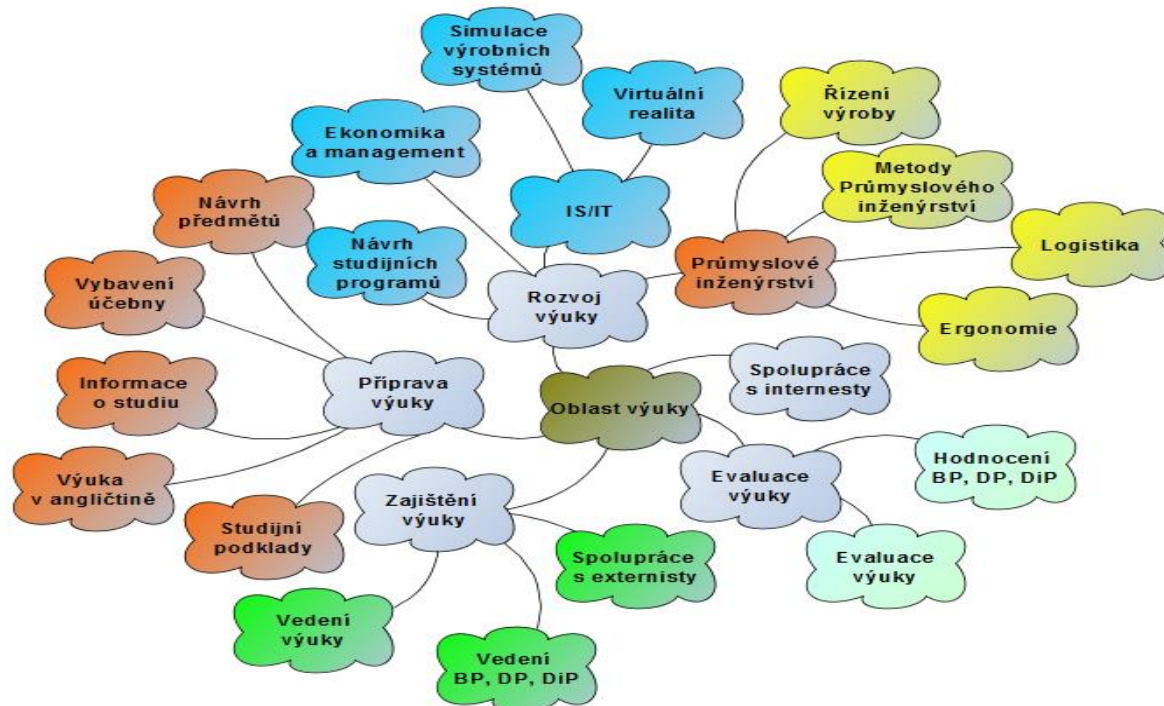 Simulace
výrobních
systémů
Virtuální
realita
Řízení
výroby
Ekonomika
a management
Metody
Průmyslového
inženýrství
Návrh
předmětů
IS/IT
Logistika
Návrh
studijních
programů
Průmyslové
inženýrství
Vybavení
účebny
Rozvoj
výuky
Ergonomie
Informace
o studiu
Příprava
výuky
Oblast výuky
Spolupráce
s internesty
Výuka
v angličtině
Zajištění
výuky
Evaluace
výuky
Hodnocení
BP, DP, DiP
Studijní
podklady
Spolupráce
s externisty
Evaluace
výuky
Vedení
výuky
Vedení
BP, DP, DiP